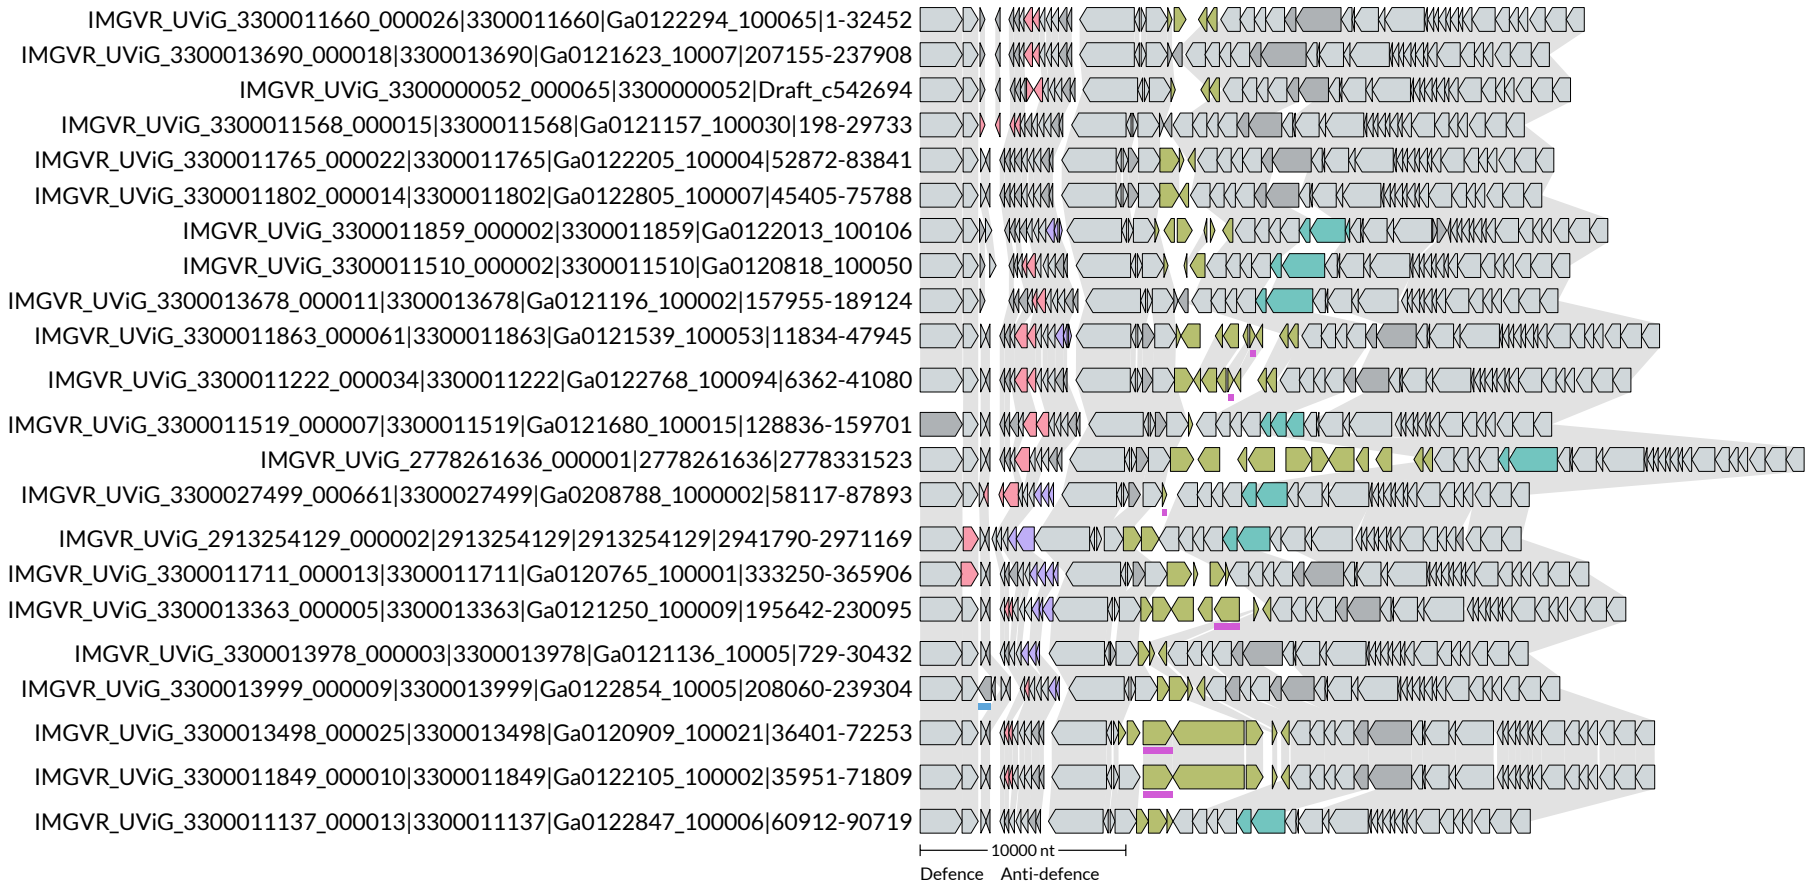 IMGVR_UViG_3300011660_000026|3300011660|Ga0122294_100065|1-32452
IMGVR_UViG_3300013690_000018|3300013690|Ga0121623_10007|207155-237908
IMGVR_UViG_3300000052_000065|3300000052|Draft_c542694
IMGVR_UViG_3300011568_000015|3300011568|Ga0121157_100030|198-29733
IMGVR_UViG_3300011765_000022|3300011765|Ga0122205_100004|52872-83841
IMGVR_UViG_3300011802_000014|3300011802|Ga0122805_100007|45405-75788
IMGVR_UViG_3300011859_000002|3300011859|Ga0122013_100106
IMGVR_UViG_3300011510_000002|3300011510|Ga0120818_100050
IMGVR_UViG_3300013678_000011|3300013678|Ga0121196_100002|157955-189124
IMGVR_UViG_3300011863_000061|3300011863|Ga0121539_100053|11834-47945
IMGVR_UViG_3300011222_000034|3300011222|Ga0122768_100094|6362-41080
IMGVR_UViG_3300011519_000007|3300011519|Ga0121680_100015|128836-159701
IMGVR_UViG_2778261636_000001|2778261636|2778331523
IMGVR_UViG_3300027499_000661|3300027499|Ga0208788_1000002|58117-87893
IMGVR_UViG_2913254129_000002|2913254129|2913254129|2941790-2971169
IMGVR_UViG_3300011711_000013|3300011711|Ga0120765_100001|333250-365906
IMGVR_UViG_3300013363_000005|3300013363|Ga0121250_100009|195642-230095
IMGVR_UViG_3300013978_000003|3300013978|Ga0121136_10005|729-30432
IMGVR_UViG_3300013999_000009|3300013999|Ga0122854_10005|208060-239304
IMGVR_UViG_3300013498_000025|3300013498|Ga0120909_100021|36401-72253
IMGVR_UViG_3300011849_000010|3300011849|Ga0122105_100002|35951-71809
IMGVR_UViG_3300011137_000013|3300011137|Ga0122847_100006|60912-90719
10000 nt
Defence Anti-defence